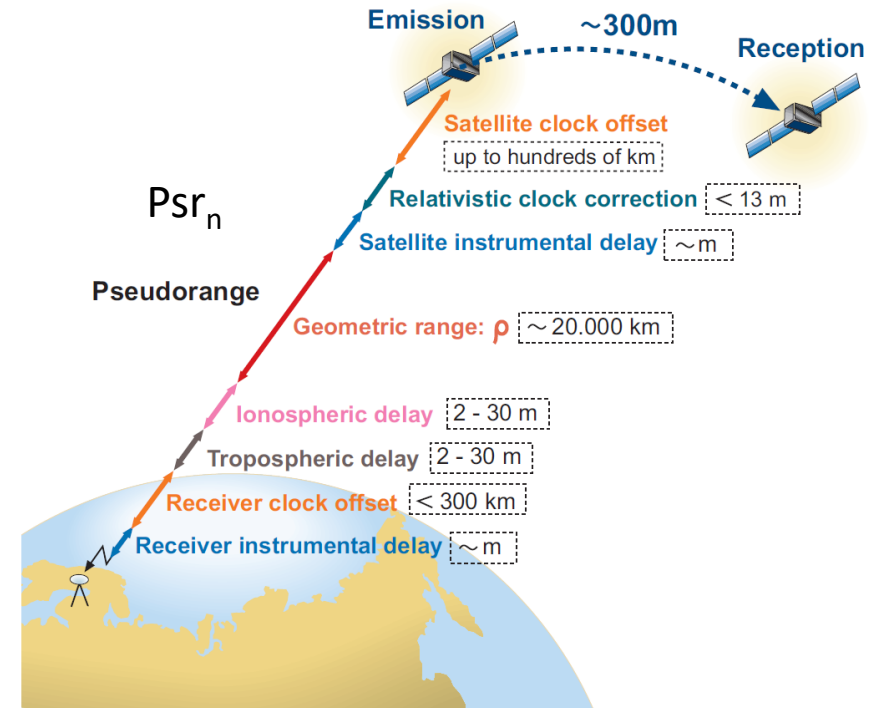 Emission
~300m
Reception
Satellite clock offset
up to hundreds of km
Relativistic clock correction < 13 m
Psrₙ
Satellite instrumental delay ~m
Pseudorange
Geometric range: ρ ~ 20.000 km
Ionospheric delay 2 - 30 m
Tropospheric delay 2 - 30 m
Receiver clock offset < 300 km
Receiver instrumental delay ~m